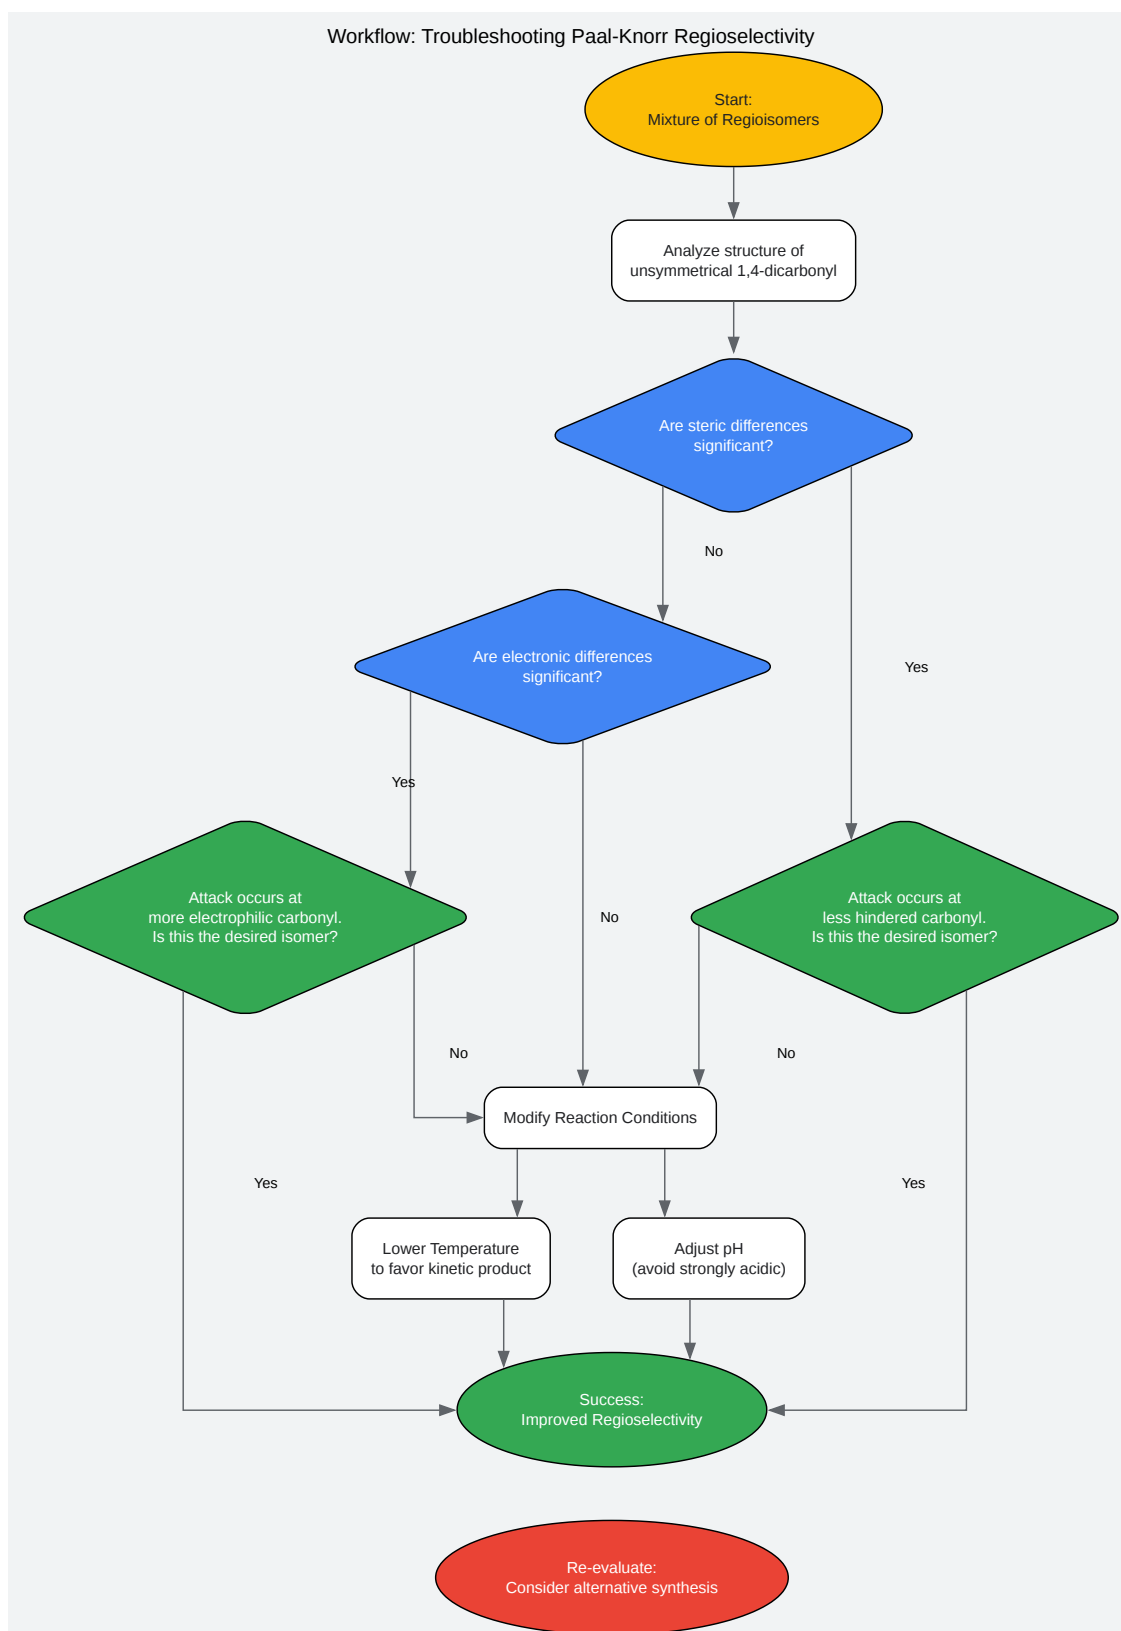 Workflow: Troubleshooting Paal-Knorr Regioselectivity
Start:
Mixture of Regioisomers
Analyze structure of
unsymmetrical 1,4-dicarbonyl
Are steric differences
significant?
No
Are electronic differences
significant?
Yes
Yes
Attack occurs at
more electrophilic carbonyl.
Is this the desired isomer?
No
Attack occurs at
less hindered carbonyl.
Is this the desired isomer?
No
No
Modify Reaction Conditions
Yes
Yes
Lower Temperature
to favor kinetic product
Adjust pH
(avoid strongly acidic)
Success:
Improved Regioselectivity
Re-evaluate:
Consider alternative synthesis